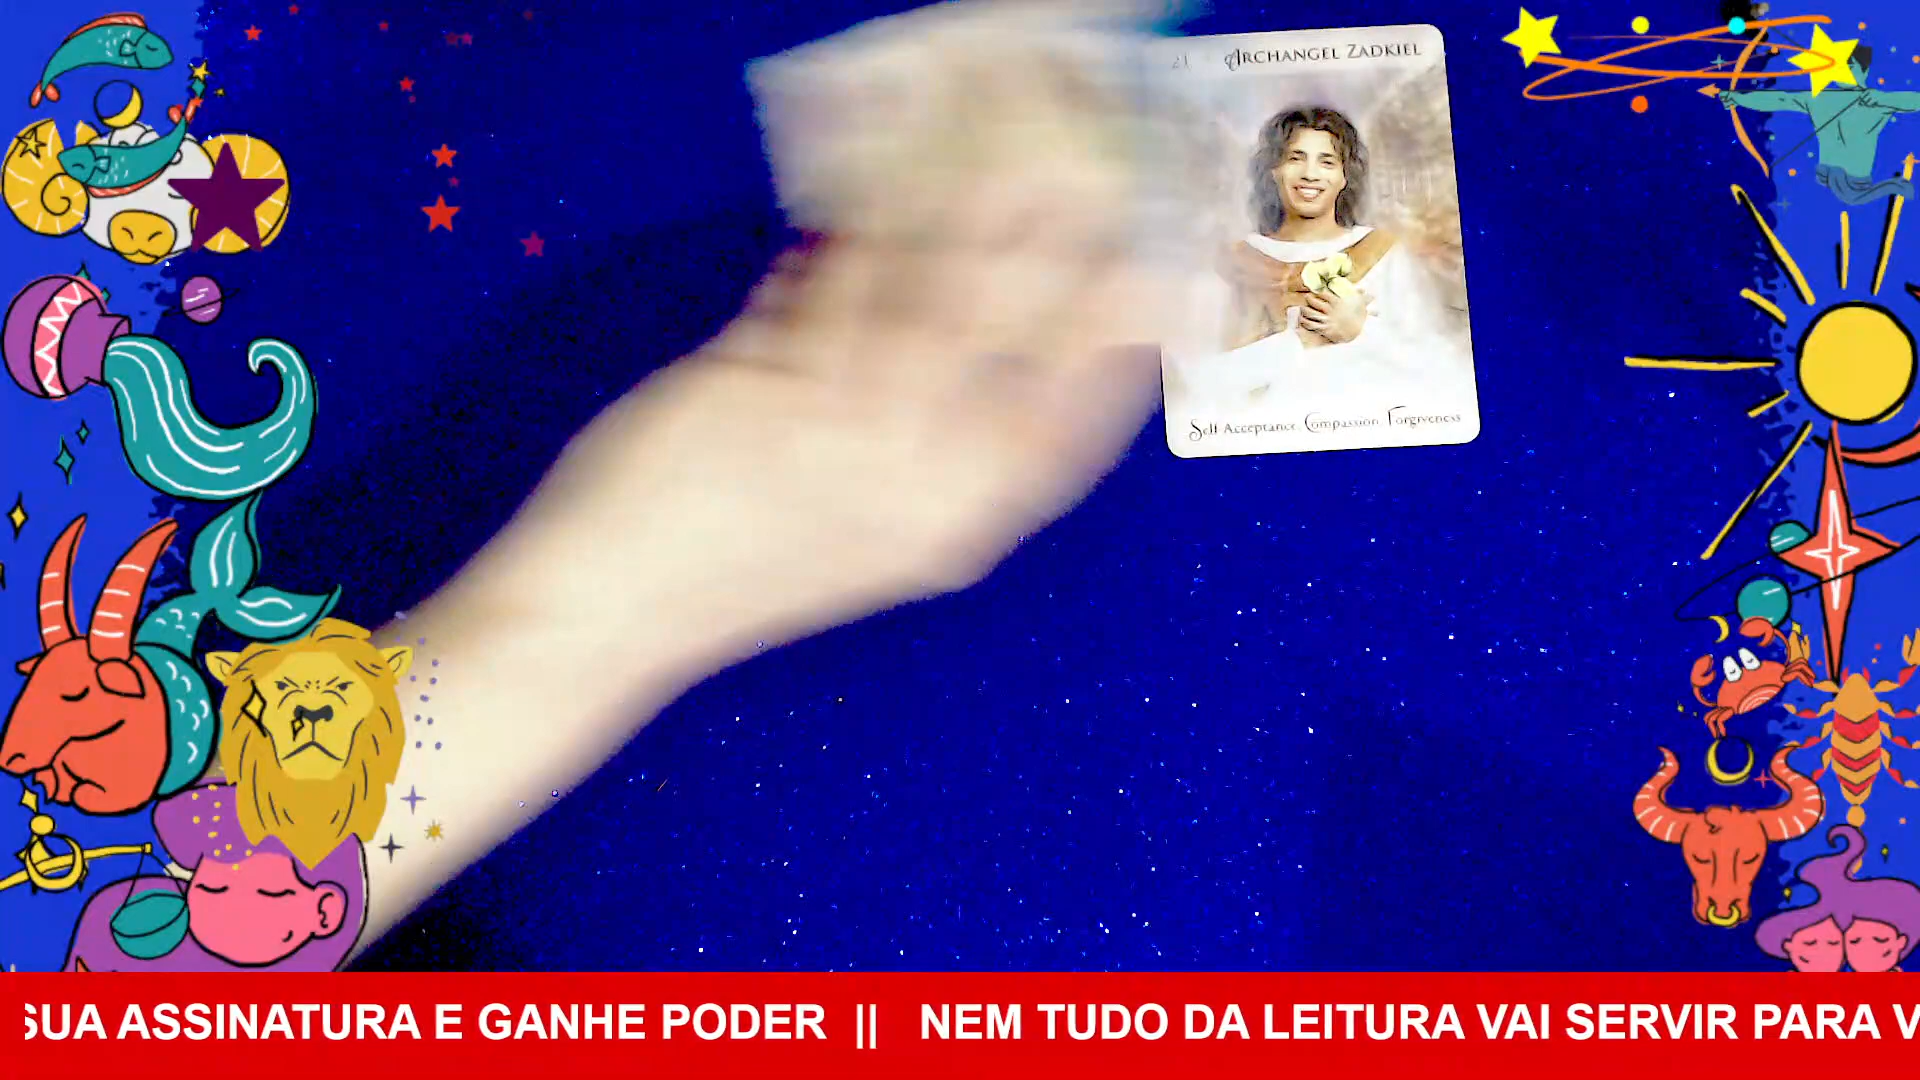 21 ARCHANGEL ZADKIEL
Self-Acceptance, Compassion, Forgiveness
SUA ASSINATURA E GANHE PODER || NEM TUDO DA LEITURA VAI SERVIR PARA V